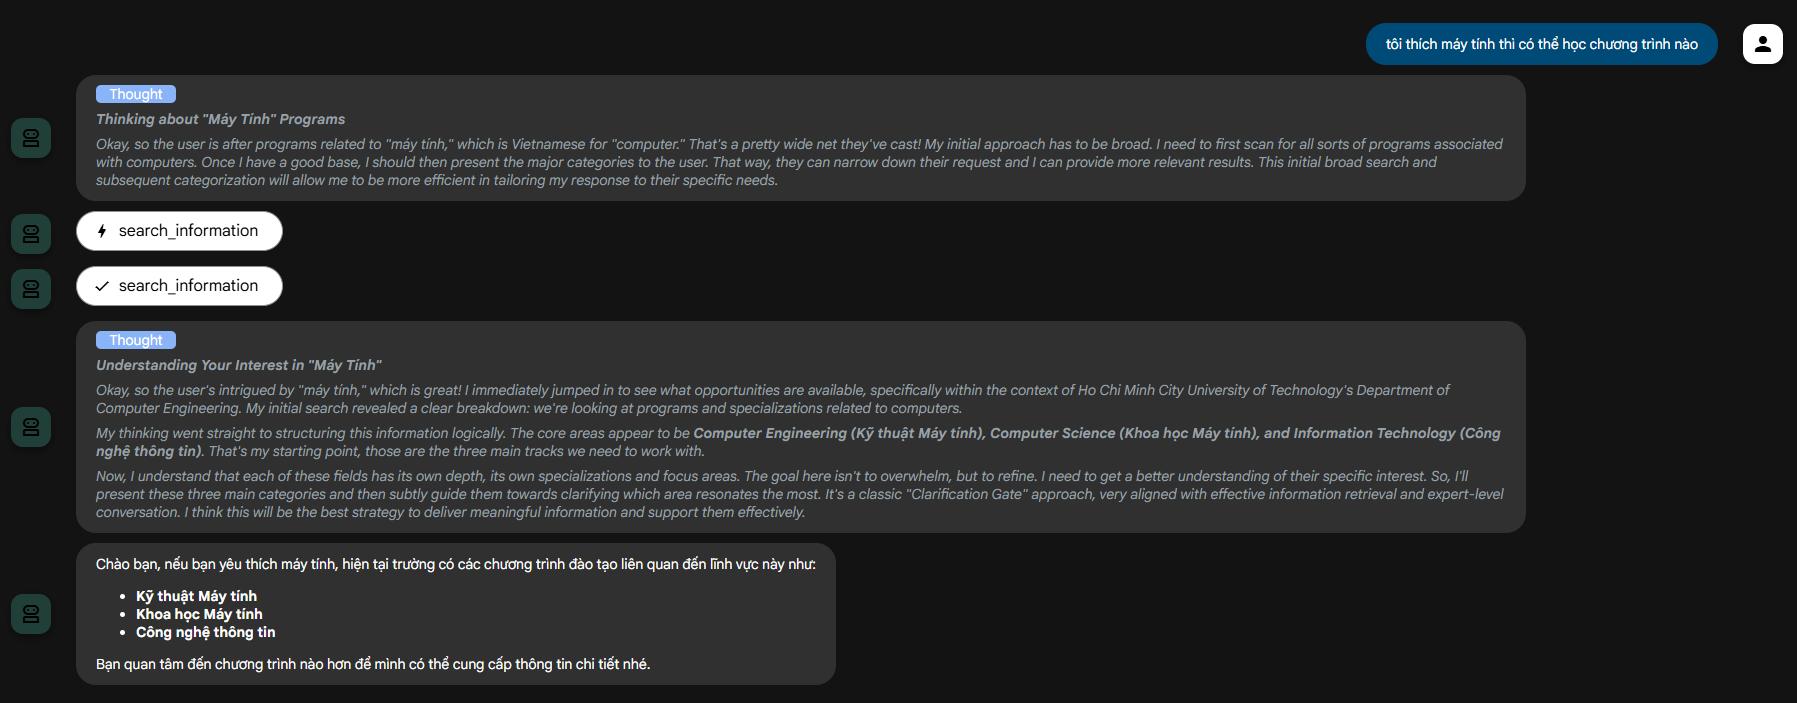 tôi thích máy tính thì có thể học chương trình nào
Thought
Thinking about "Máy Tính" Programs
Okay, so the user is after programs related to "máy tính," which is Vietnamese for "computer." That's a pretty wide net they've cast! My initial approach has to be broad. I need to first scan for all sorts of programs associated
with computers. Once I have a good base, I should then present the major categories to the user. That way, they can narrow down their request and I can provide more relevant results. This initial broad search and
subsequent categorization will allow me to be more efficient in tailoring my response to their specific needs.
search_information
search_information
Thought
Understanding Your Interest in "Máy Tính"
Okay, so the user's intrigued by "máy tính," which is great! I immediately jumped in to see what opportunities are available, specifically within the context of Ho Chi Minh City University of Technology's Department of
Computer Engineering. My initial search revealed a clear breakdown: we're looking at programs and specializations related to computers.
My thinking went straight to structuring this information logically. The core areas appear to be Computer Engineering (Kỹ thuật Máy tính), Computer Science (Khoa học Máy tính), and Information Technology (Công
nghệ thông tin). That's my starting point, those are the three main tracks we need to work with.
Now, I understand that each of these fields has its own depth, its own specializations and focus areas. The goal here isn't to overwhelm, but to refine. I need to get a better understanding of their specific interest. So, I'll
present these three main categories and then subtly guide them towards clarifying which area resonates the most. It's a classic "Clarification Gate" approach, very aligned with effective information retrieval and expert-level
conversation. I think this will be the best strategy to deliver meaningful information and support them effectively.
Chào bạn, nếu bạn yêu thích máy tính, hiện tại trường có các chương trình đào tạo liên quan đến lĩnh vực này như:
• Kỹ thuật Máy tính
• Khoa học Máy tính
• Công nghệ thông tin
Bạn quan tâm đến chương trình nào hơn để mình có thể cung cấp thông tin chi tiết nhé.